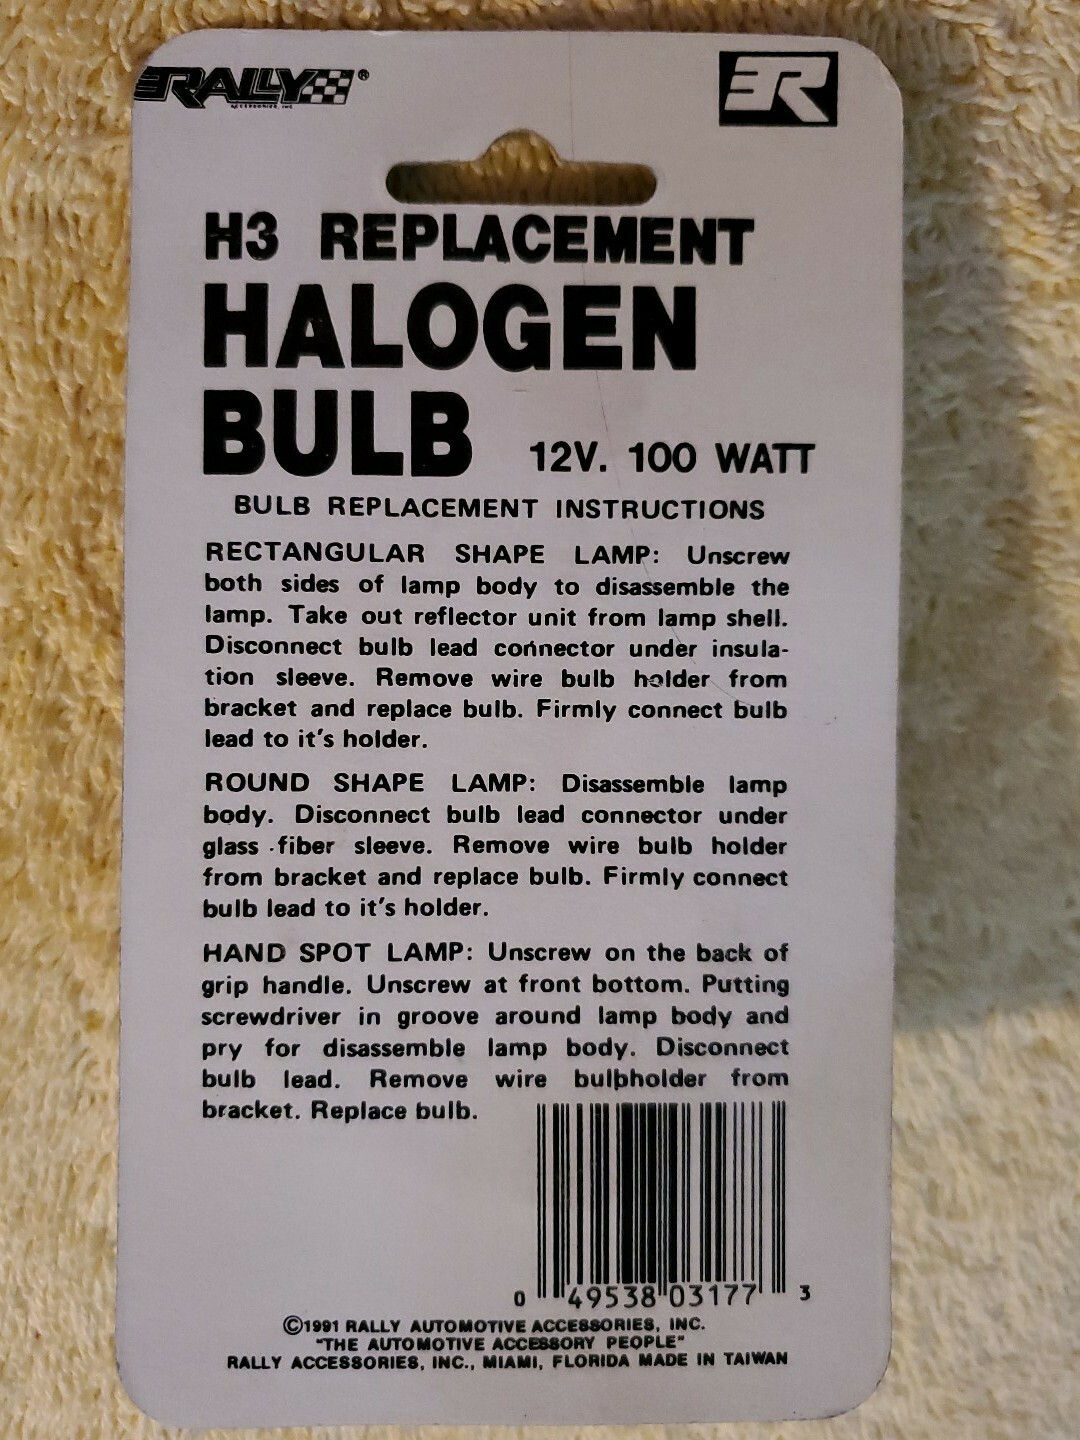 RALLY®
ACCESSORIES, INC
R
H3 REPLACEMENT
HALOGEN
BULB 12V. 100 WATT
BULB REPLACEMENT INSTRUCTIONS
RECTANGULAR SHAPE LAMP: Unscrew
both sides of lamp body to disassemble the
lamp. Take out reflector unit from lamp shell.
Disconnect bulb lead connector under insula-
tion sleeve. Remove wire bulb holder from
bracket and replace bulb. Firmly connect bulb
lead to it's holder.
ROUND SHAPE LAMP: Disassemble lamp
body. Disconnect bulb lead connector under
glass fiber sleeve. Remove wire bulb holder
from bracket and replace bulb. Firmly connect
bulb lead to it's holder.
HAND SPOT LAMP: Unscrew on the back of
grip handle. Unscrew at front bottom. Putting
screwdriver in groove around lamp body and
pry for disassemble lamp body. Disconnect
bulb lead. Remove wire bulbholder from
bracket. Replace bulb.
0 49538 03177 3
©1991 RALLY AUTOMOTIVE ACCESSORIES, INC.
"THE AUTOMOTIVE ACCESSORY PEOPLE"
RALLY ACCESSORIES, INC., MIAMI, FLORIDA MADE IN TAIWAN